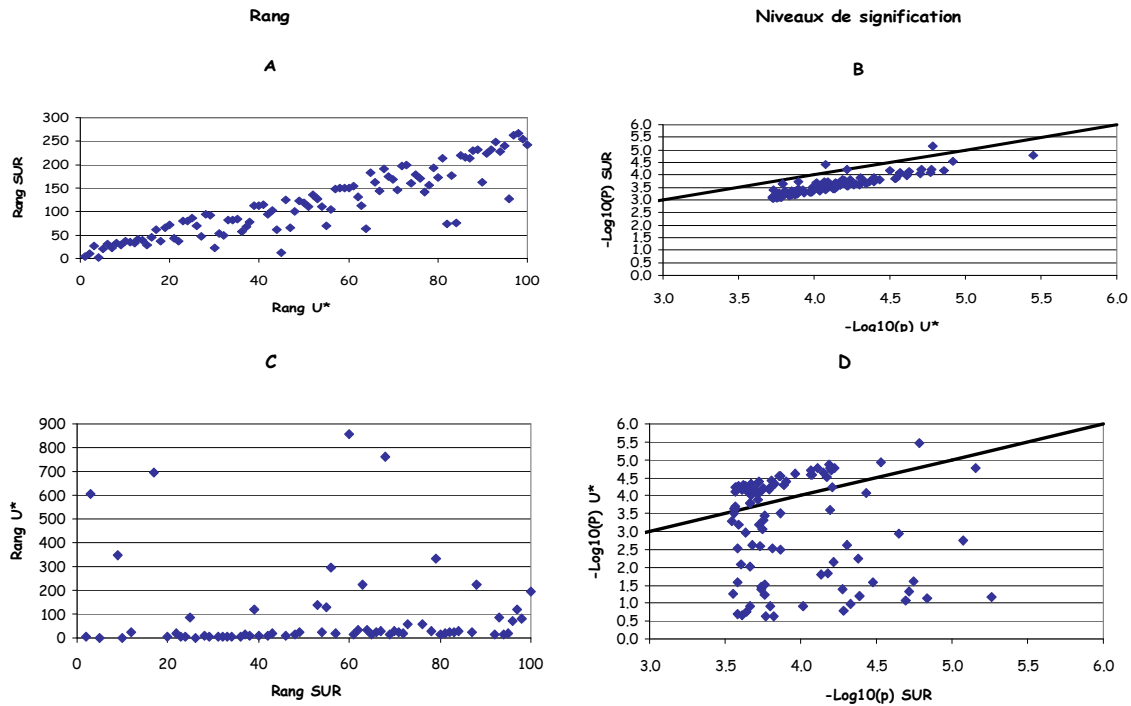 Rang
Niveaux de signification
A
B
300
250
200
150
100
50
0
Rang SUR
0 20 40 60 80 100
Rang U*
6.0
5.5
5.0
4.5
4.0
3.5
3.0
2.5
2.0
1.5
1.0
0.5
0.0
-Log10(P) SUR
3.0 3.5 4.0 4.5 5.0 5.5 6.0
-Log10(p) U*
C
D
900
800
700
600
500
400
300
200
100
0
Rang U*
0 20 40 60 80 100
Rang SUR
6.0
5.5
5.0
4.5
4.0
3.5
3.0
2.5
2.0
1.5
1.0
0.5
0.0
-Log10(P) U*
3.0 3.5 4.0 4.5 5.0 5.5 6.0
-Log10(p) SUR